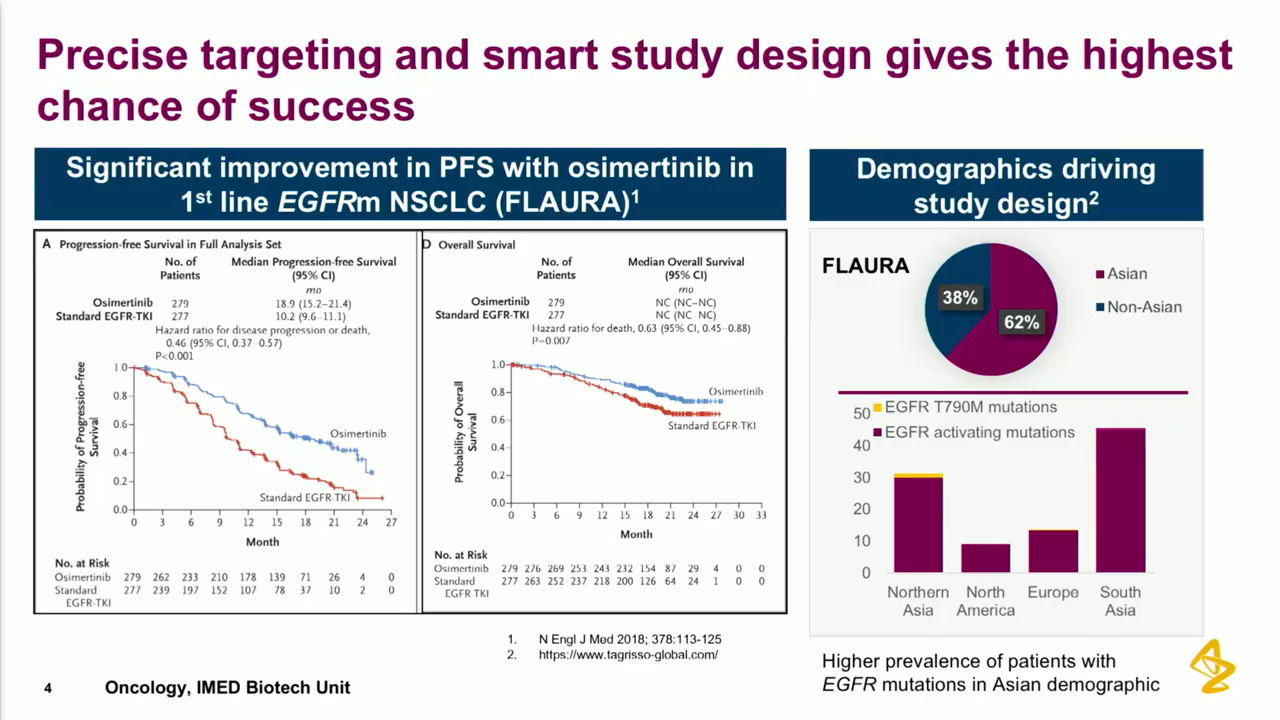 Precise targeting and smart study design gives the highest
chance of success
Significant improvement in PFS with osimertinib in
1st line EGFRm NSCLC (FLAURA)1
A Progression-free Survival in Full Analysis Set
No. of Patients
Median Progression-free Survival
(95% CI)
mo
Osimertinib 279 18.9 (15.2–21.4)
Standard EGFR-TKI 277 10.2 (9.6–11.1)
Hazard ratio for disease progression or death,
0.46 (95% CI, 0.37–0.57)
P<0.001
Probability of Progression-free
Survival
1.0
0.8
0.6
0.4
0.2
0.0
Osimertinib
Standard EGFR-TKI
0 3 6 9 12 15 18 21 24 27
Month
No. at Risk
Osimertinib 279 262 233 210 178 139 71 26 4 0
Standard 277 239 197 152 107 78 37 10 2 0
EGFR-TKI
D Overall Survival
No. of Patients
Median Overall Survival
(95% CI)
mo
Osimertinib 279 NC (NC–NC)
Standard EGFR-TKI 277 NC (NC NC)
Hazard ratio for death, 0.63 (95% CI, 0.45–0.88)
P–0.007
Probability of Overall
Survival
1.0
0.8
0.6
0.4
0.2
0.0
Osimertinib
Standard EGFR-TKI
0 3 6 9 12 15 18 21 24 27 30 33
Month
No. at Risk
Osimertinib 279 276 269 253 243 232 154 87 29 4 0 0
Standard 277 263 252 237 218 200 126 64 24 1 0 0
EGFR TKI
Demographics driving
study design2
FLAURA
38%
62%
Asian
Non-Asian
EGFR T790M mutations
EGFR activating mutations
50
40
30
20
10
0
Northern Asia
North America
Europe
South Asia
1. N Engl J Med 2018; 378:113-125
2. https://www.tagrisso-global.com/
Higher prevalence of patients with
EGFR mutations in Asian demographic
4 Oncology, IMED Biotech Unit